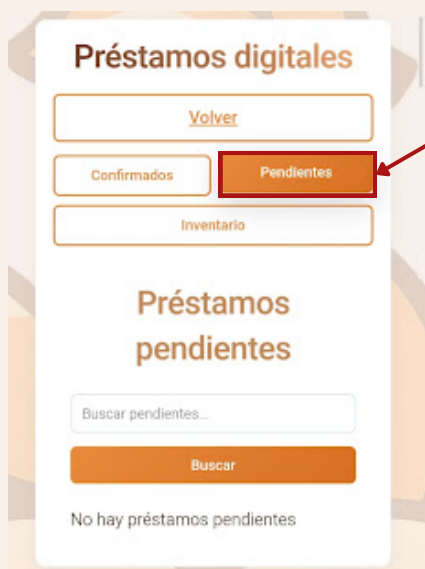 Préstamos digitales
Volver
Confirmados
Pendientes
Inventario
Préstamos
pendientes
Buscar pendientes...
Buscar
No hay préstamos pendientes